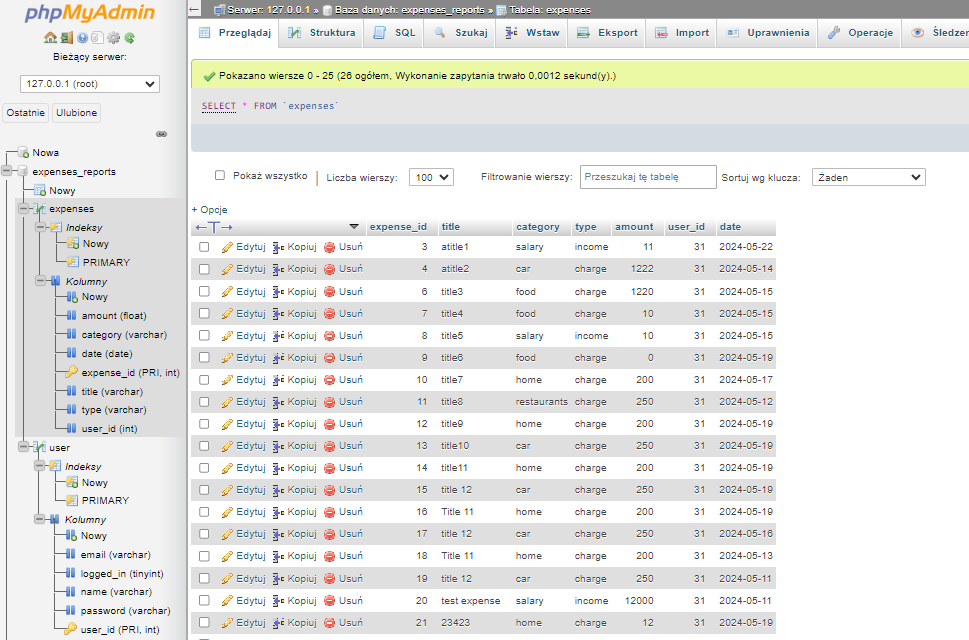 phpMyAdmin
Bieżący serwer:
127.0.0.1 (root)
Ostatnie Ulubione
Nowa
expenses_reports
Nowy
expenses
Indeksy
Nowy
PRIMARY
Kolumny
Nowy
amount (float)
category (varchar)
date (date)
expense_id (PRI, int)
title (varchar)
type (varchar)
user_id (int)
user
Indeksy
Nowy
PRIMARY
Kolumny
Nowy
email (varchar)
logged_in (tinyint)
name (varchar)
password (varchar)
user_id (PRI, int)
Serwer: 127.0.0.1 » Baza danych: expenses_reports » Tabela: expenses
Przeglądaj Struktura SQL Szukaj Wstaw Eksport Import Uprawnienia Operacje
Pokazano wiersze 0 - 25 (26 ogółem, Wykonanie zapytania trwało 0,0012 sekund(y).)
SELECT * FROM `expenses`
Pokaż wszystko Liczba wierszy: 100 Filtrowanie wierszy: Przeszukaj tę tabelę Sortuj wg klucza: Żaden
+ Opcje
←T→ expense_id title category type amount user_id date
Edytuj Kopiuj Usuń 3 atitle1 salary income 11 31 2024-05-22
Edytuj Kopiuj Usuń 4 atitle2 car charge 1222 31 2024-05-14
Edytuj Kopiuj Usuń 6 title3 food charge 1220 31 2024-05-15
Edytuj Kopiuj Usuń 7 title4 food charge 10 31 2024-05-15
Edytuj Kopiuj Usuń 8 title5 salary income 10 31 2024-05-15
Edytuj Kopiuj Usuń 9 title6 food charge 0 31 2024-05-19
Edytuj Kopiuj Usuń 10 title7 home charge 200 31 2024-05-17
Edytuj Kopiuj Usuń 11 title8 restaurants charge 250 31 2024-05-12
Edytuj Kopiuj Usuń 12 title9 home charge 200 31 2024-05-19
Edytuj Kopiuj Usuń 13 title10 car charge 250 31 2024-05-19
Edytuj Kopiuj Usuń 14 title11 home charge 200 31 2024-05-19
Edytuj Kopiuj Usuń 15 title 12 car charge 250 31 2024-05-19
Edytuj Kopiuj Usuń 16 Title 11 home charge 200 31 2024-05-19
Edytuj Kopiuj Usuń 17 title 12 car charge 250 31 2024-05-16
Edytuj Kopiuj Usuń 18 Title 11 home charge 200 31 2024-05-13
Edytuj Kopiuj Usuń 19 title 12 car charge 250 31 2024-05-11
Edytuj Kopiuj Usuń 20 test expense salary income 12000 31 2024-05-11
Edytuj Kopiuj Usuń 21 23423 home charge 12 31 2024-05-19